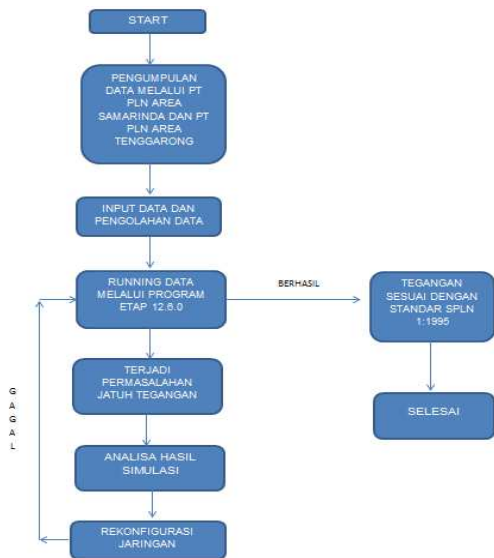 START
PENGUMPULAN
DATA MELALUI PT
PLN AREA
SAMARINDA DAN PT
PLN AREA
TENGGARONG
INPUT DATA DAN
PENGOLAHAN DATA
RUNNING DATA
MELALUI PROGRAM
ETAP 12.6.0
BERHASIL
TEGANGAN
SESUAI DENGAN
STANDAR SPLN
1:1995
SELESAI
TERJADI
PERMASALAHAN
JATUH TEGANGAN
ANALISA HASIL
SIMULASI
REKONFIGURASI
JARINGAN
G
A
G
A
L